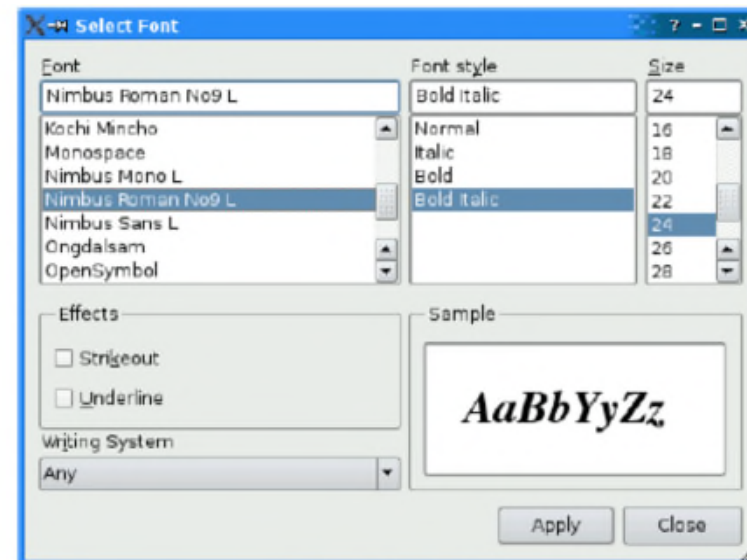 Select Font
Font
Font style
Size
Nimbus Roman No9 L
Bold Italic
24
Kochi Mincho
Monospace
Nimbus Mono L
Nimbus Roman No9 L
Nimbus Sans L
Ongdalsam
OpenSymbol
Normal
Italic
Bold
Bold Italic
16
18
20
22
24
26
28
Effects
Strikeout
Underline
Writing System
Any
Sample
AaBbYyZz
Apply
Close